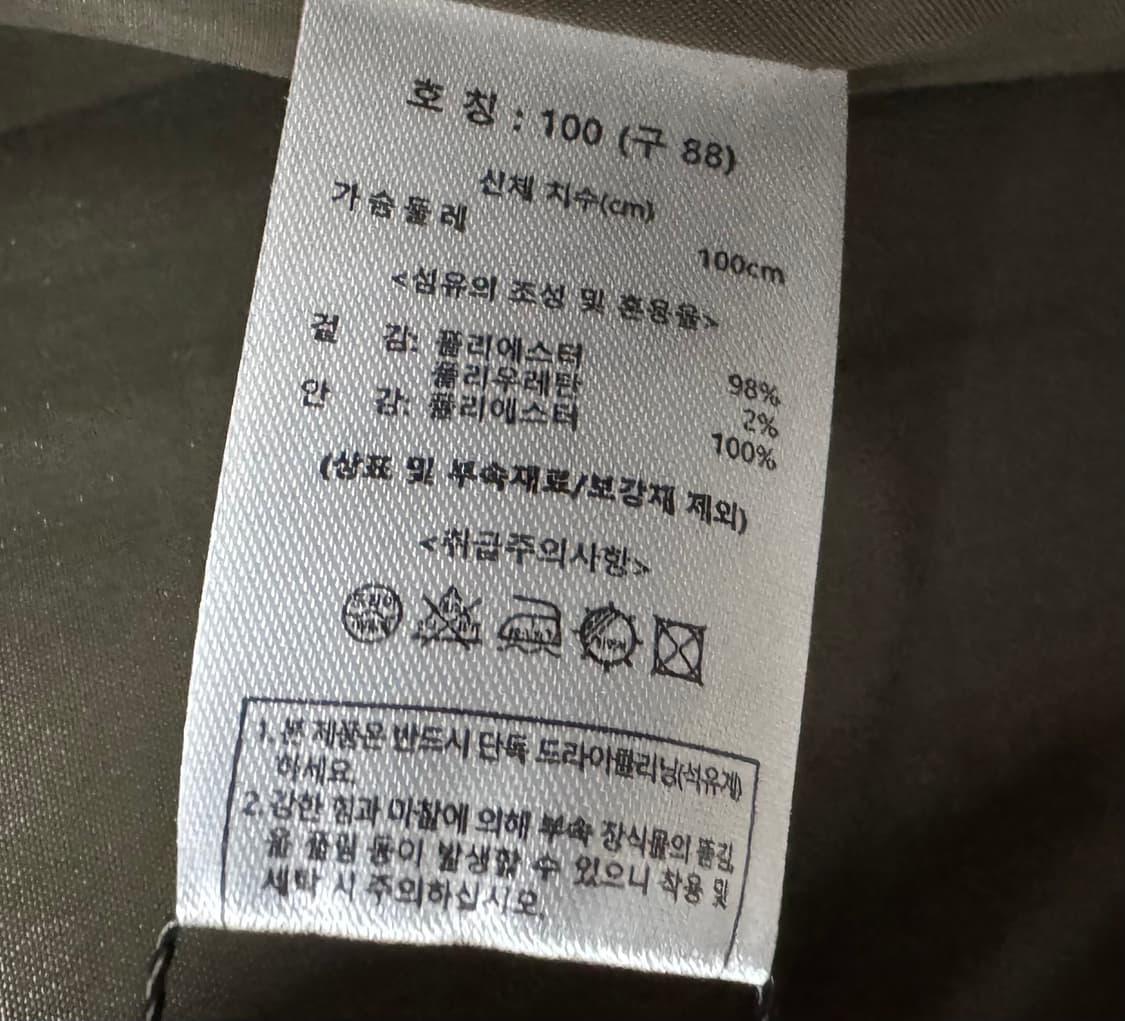 호 칭 : 100 (구 88)
신체 치수(cm)
가슴둘레 100cm
<섬유의 조성 및 혼용율>
겉 감: 폴리에스터 98%
폴리우레탄 2%
안 감: 폴리에스터 100%
(상표 및 부속재료/보강재 제외)
<취급주의사항>
드라이
석유계
1. 본 제품은 반드시 단독 드라이클리닝(석유계)
하세요.
2. 강한 힘과 마찰에 의해 부속 장식물의 뜯김,
올 풀림 등이 발생할 수 있으니 착용 및
세탁 시 주의하십시오.